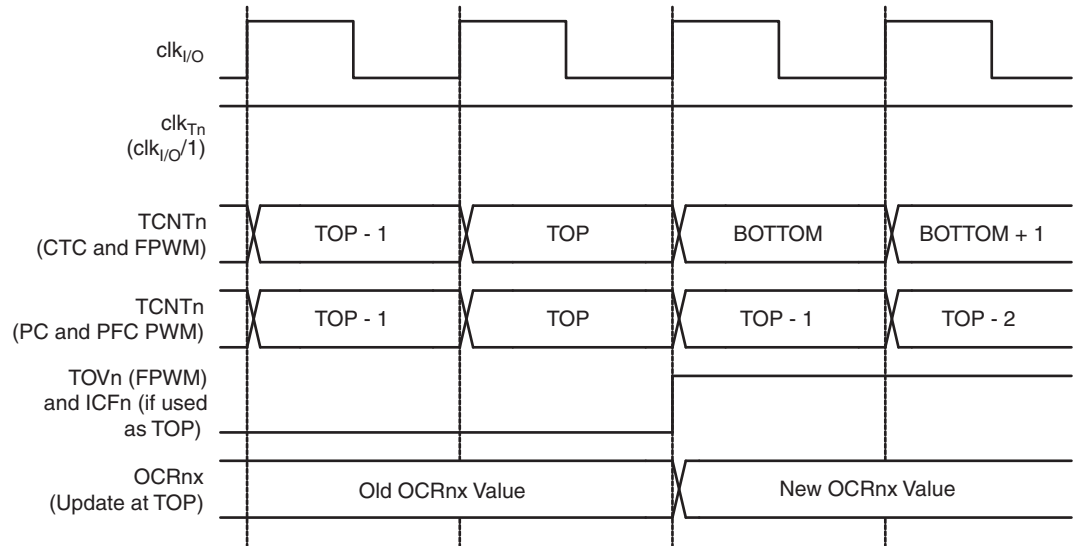 clkI/O
clkTn
(clkI/O/1)
TCNTn
(CTC and FPWM)
TOP - 1
TOP
BOTTOM
BOTTOM + 1
TCNTn
(PC and PFC PWM)
TOP - 1
TOP
TOP - 1
TOP - 2
TOVn (FPWM)
and ICFn (if used
as TOP)
OCRnx
(Update at TOP)
Old OCRnx Value
New OCRnx Value